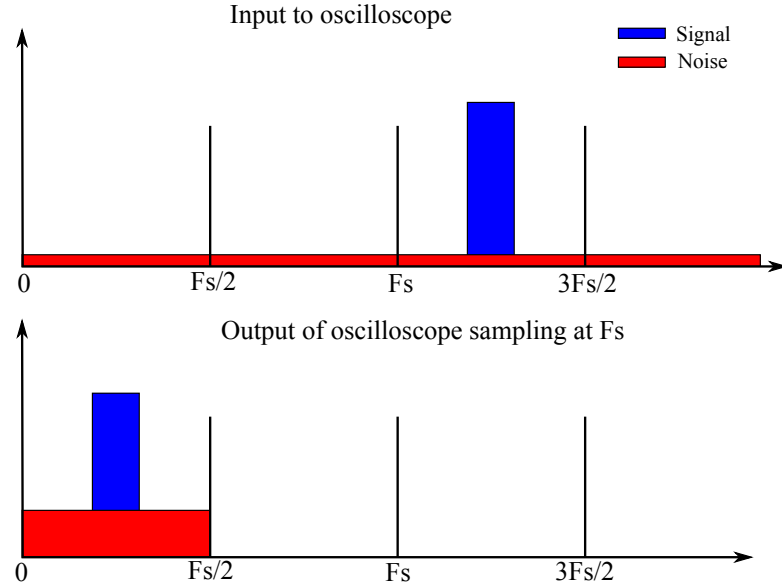 Input to oscilloscope
Signal
Noise
0 Fs/2 Fs 3Fs/2
Output of oscilloscope sampling at Fs
0 Fs/2 Fs 3Fs/2